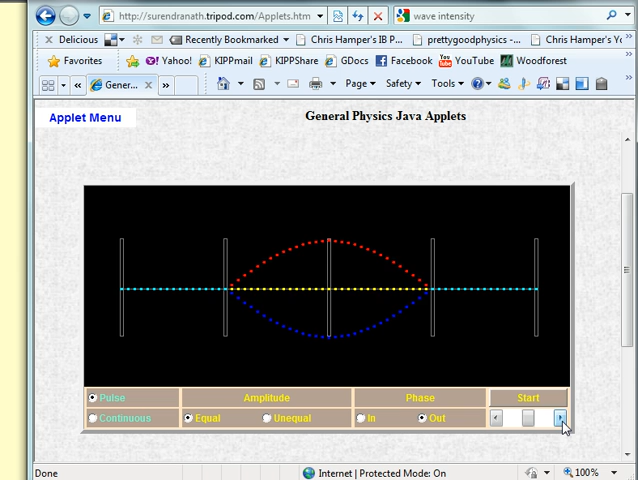 http://surendranath.tripod.com/Applets.htm
wave intensity
Delicious
Recently Bookmarked
Chris Hamper's IB P...
prettygoodphysics - ...
Chris Hamper's Yo
Favorites
Yahoo!
KIPPmail
KIPPShare
GDocs
Facebook
YouTube
Woodforest
Gener...
Page
Safety
Tools
Applet Menu
General Physics Java Applets
Pulse
Amplitude
Phase
Start
Continuous
Equal
Unequal
In
Out
Done
Internet | Protected Mode: On
100%